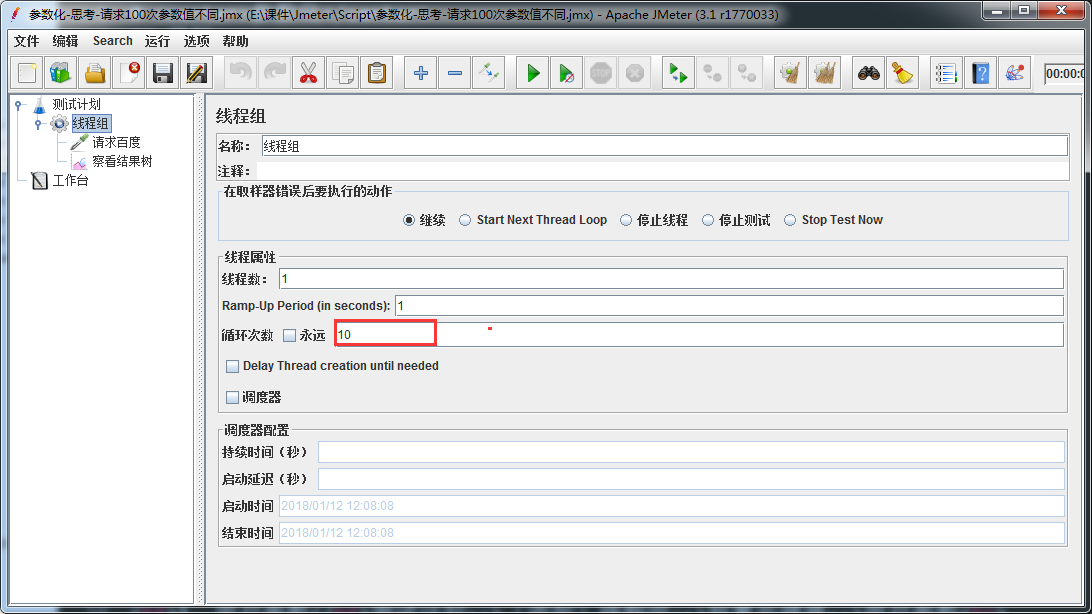 参数化-思考-请求100次参数值不同.jmx (E:\课件\Jmeter\Script\参数化-思考-请求100次参数值不同.jmx) - Apache JMeter (3.1 r1770033)
文件 编辑 Search 运行 选项 帮助
STOP
00:00:0
测试计划
线程组
请求百度
察看结果树
工作台
线程组
名称: 线程组
注释:
在取样器错误后要执行的动作
继续 Start Next Thread Loop 停止线程 停止测试 Stop Test Now
线程属性
线程数: 1
Ramp-Up Period (in seconds): 1
循环次数 永远 10
Delay Thread creation until needed
调度器
调度器配置
持续时间（秒）
启动延迟（秒）
启动时间 2018/01/12 12:08:08
结束时间 2018/01/12 12:08:08